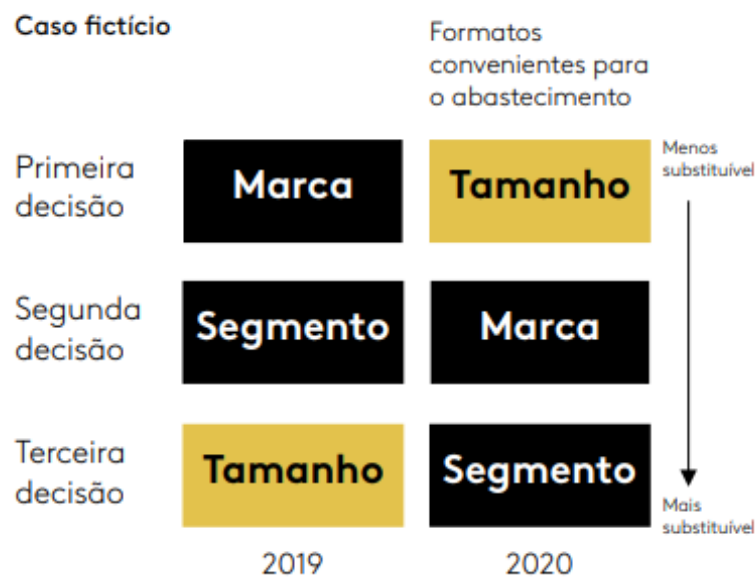 Caso fictício
Formatos
convenientes para
o abastecimento
Primeira
decisão
Marca
Tamanho
Menos
substituível
Segunda
decisão
Segmento
Marca
Terceira
decisão
Tamanho
Segmento
Mais
substituível
2019
2020